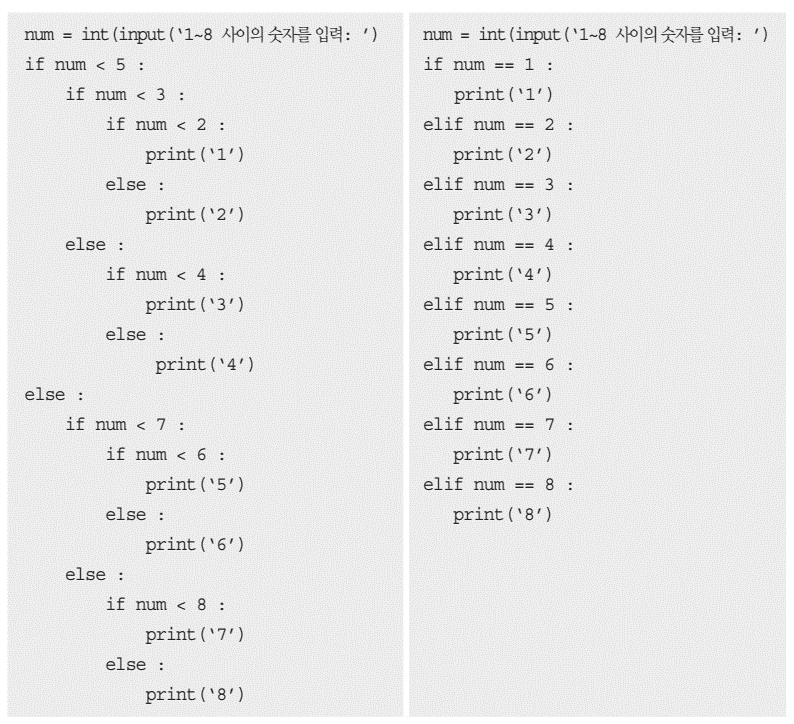 num = int(input(‘1~8 사이의 숫자를 입력: ’)
if num < 5 :
    if num < 3 :
        if num < 2 :
            print(‘1’)
        else :
            print(‘2’)
    else :
        if num < 4 :
            print(‘3’)
        else :
             print(‘4’)
else :
    if num < 7 :
        if num < 6 :
            print(‘5’)
        else :
            print(‘6’)
    else :
        if num < 8 :
            print(‘7’)
        else :
            print(‘8’)
num = int(input(‘1~8 사이의 숫자를 입력: ’)
if num == 1 :
   print(‘1’)
elif num == 2 :
   print(‘2’)
elif num == 3 :
   print(‘3’)
elif num == 4 :
   print(‘4’)
elif num == 5 :
   print(‘5’)
elif num == 6 :
   print(‘6’)
elif num == 7 :
   print(‘7’)
elif num == 8 :
   print(‘8’)